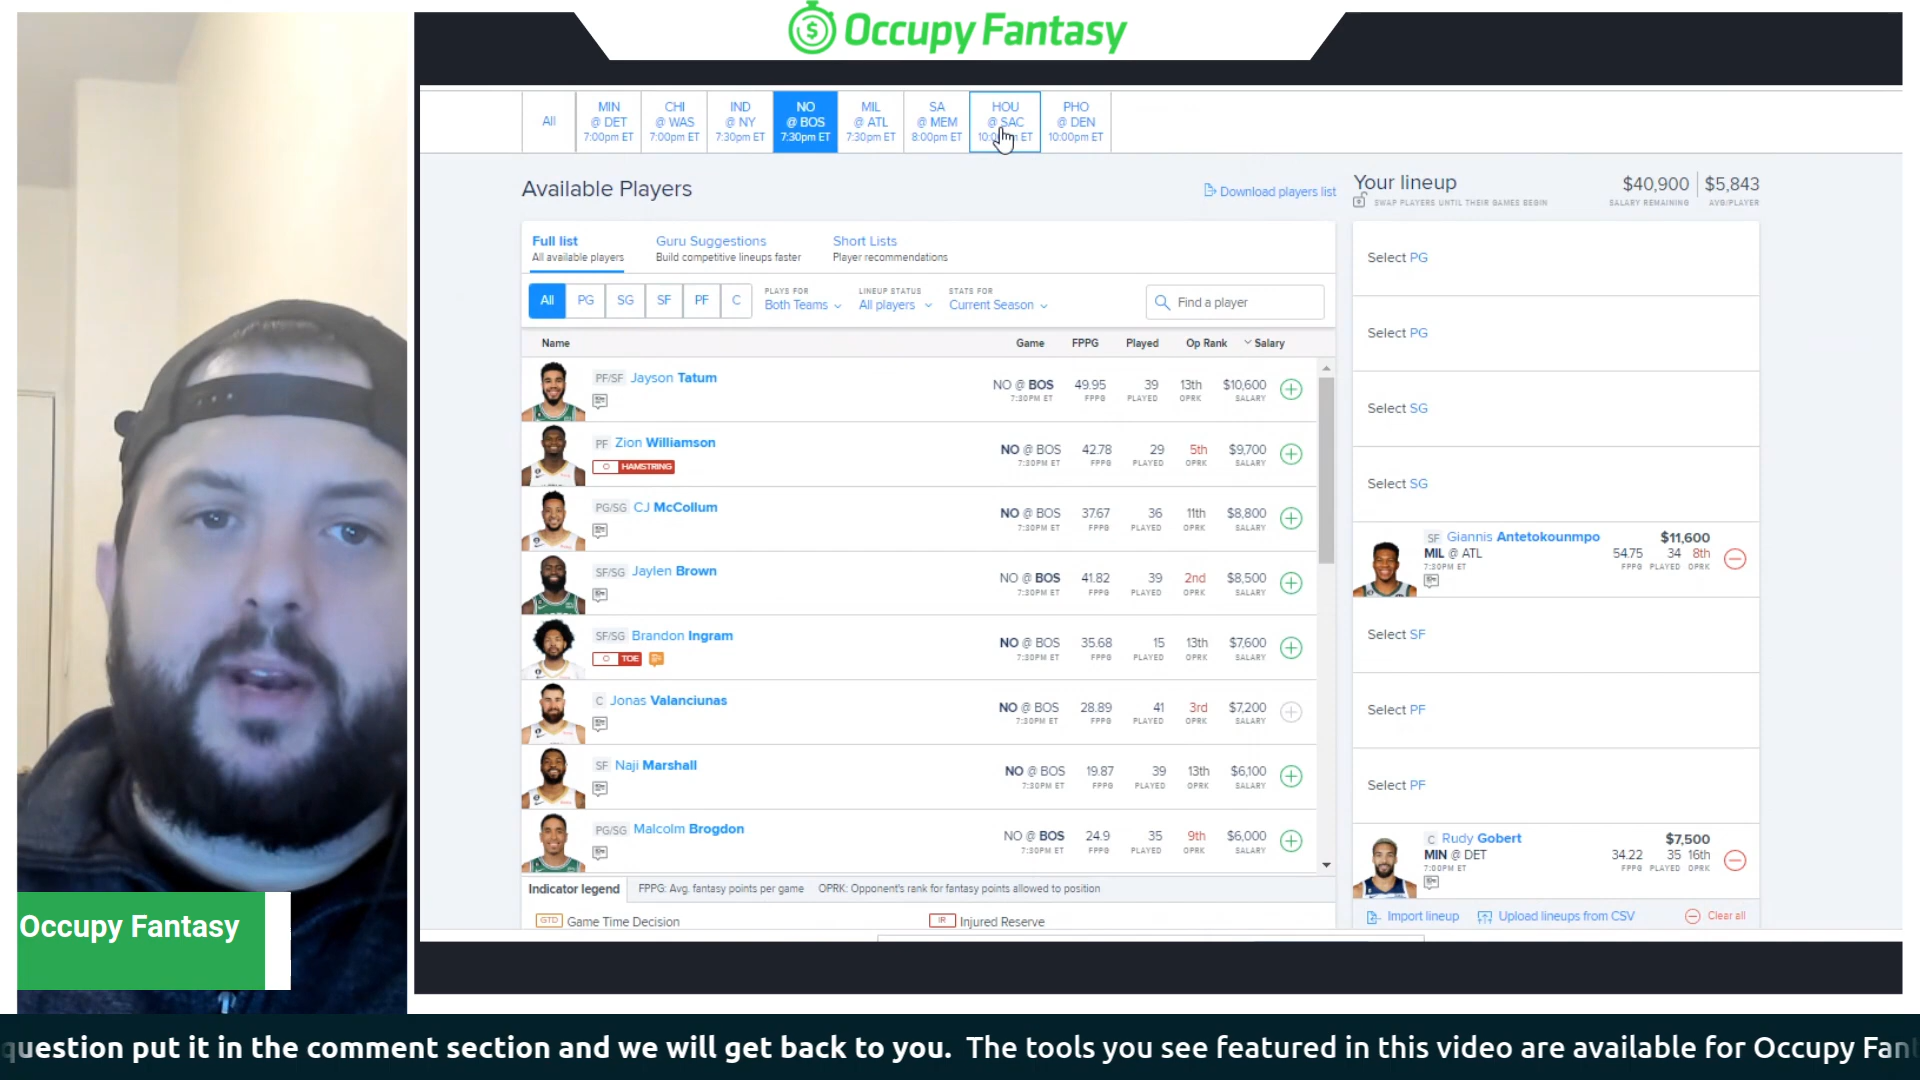 Occupy Fantasy
All
MIN @ DET 7:00pm ET
CHI @ WAS 7:00pm ET
IND @ NY 7:30pm ET
NO @ BOS 7:30pm ET
MIL @ ATL 7:30pm ET
SA @ MEM 8:00pm ET
HOU @ SAC ET
PHO @ DEN 10:00pm ET
Available Players
Download players list
Full list
All available players
Guru Suggestions
Build competitive lineups faster
Short Lists
Player recommendations
All PG SG SF PF C
PLAYS FOR
Both Teams
LINEUP STATUS
All players
STATS FOR
Current Season
Find a player
Name Game FPPG Played Op Rank Salary
PF/SF Jayson Tatum
NO @ BOS 49.95 39 13th $10,600
7:30PM ET FPPG PLAYED OPRK SALARY
PF Zion Williamson
O HAMSTRING
NO @ BOS 42.78 29 5th $9,700
7:30PM ET FPPG PLAYED OPRK SALARY
PG/SG CJ McCollum
NO @ BOS 37.67 36 11th $8,800
7:30PM ET FPPG PLAYED OPRK SALARY
SF/SG Jaylen Brown
NO @ BOS 41.82 39 2nd $8,500
7:30PM ET FPPG PLAYED OPRK SALARY
SF/SG Brandon Ingram
O TOE
NO @ BOS 35.68 15 13th $7,600
7:30PM ET FPPG PLAYED OPRK SALARY
C Jonas Valanciunas
NO @ BOS 28.89 41 3rd $7,200
7:30PM ET FPPG PLAYED OPRK SALARY
SF Naji Marshall
NO @ BOS 19.87 39 13th $6,100
7:30PM ET FPPG PLAYED OPRK SALARY
PG/SG Malcolm Brogdon
NO @ BOS 24.9 35 9th $6,000
7:30PM ET FPPG PLAYED OPRK SALARY
Indicator legend FPPG: Avg. fantasy points per game OPRK: Opponent's rank for fantasy points allowed to position
GTD Game Time Decision IR Injured Reserve
Your lineup
SWAP PLAYERS UNTIL THEIR GAMES BEGIN
$40,900 $5,843
SALARY REMAINING AVG/PLAYER
Select PG
Select PG
Select SG
Select SG
SF Giannis Antetokounmpo $11,600
MIL @ ATL 54.75 34 8th
7:30PM ET FPPG PLAYED OPRK
Select SF
Select PF
Select PF
C Rudy Gobert $7,500
MIN @ DET 34.22 35 16th
7:00PM ET FPPG PLAYED OPRK
Import lineup Upload lineups from CSV Clear all
Occupy Fantasy
question put it in the comment section and we will get back to you. The tools you see featured in this video are available for Occupy